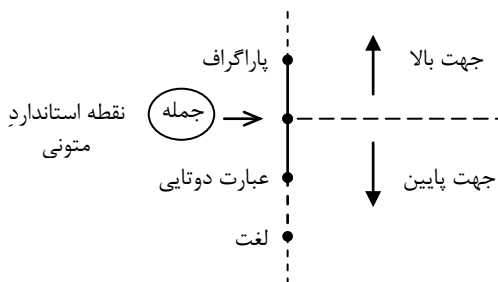 جهت بالا
پاراگراف
جمله
نقطه استانداردِ
متونی
جهت پایین
عبارت دوتایی
لغت